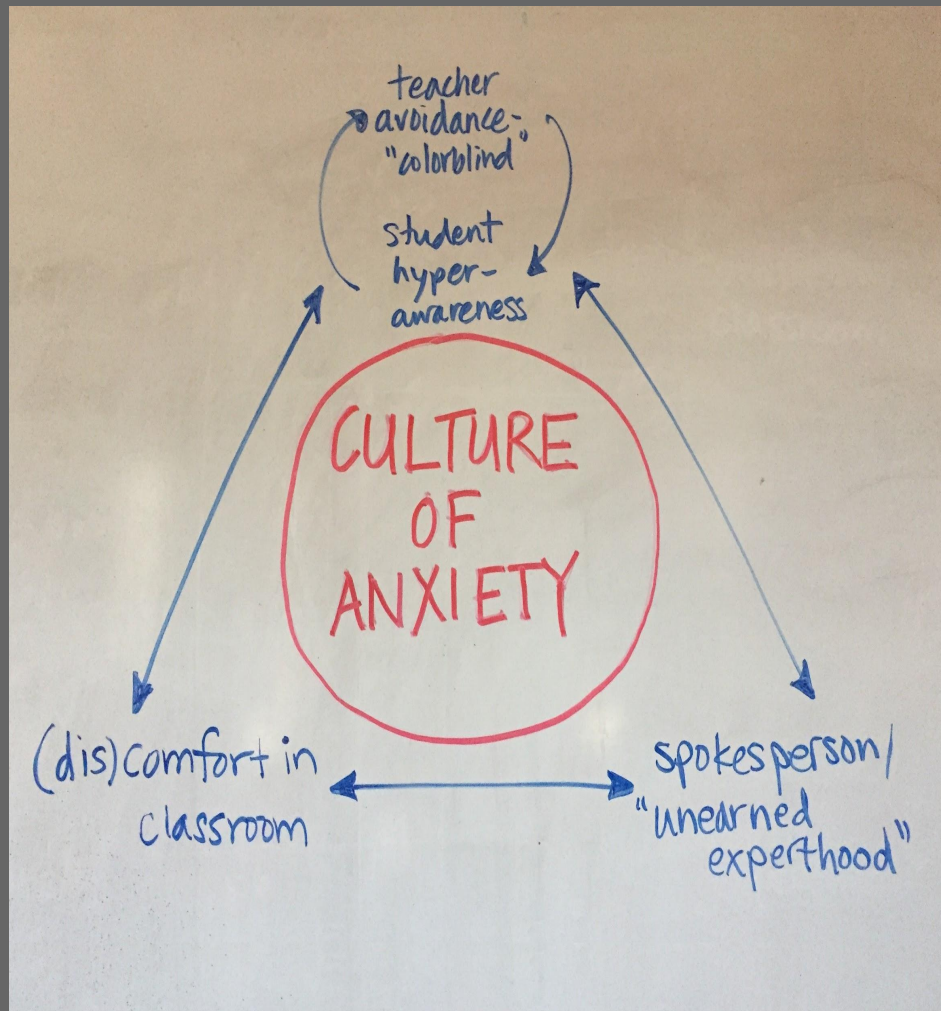 teacher
avoidance-
"colorblind"
student
hyper-
awareness
CULTURE
OF
ANXIETY
(dis)comfort in
classroom
spokesperson/
"unearned
experthood"